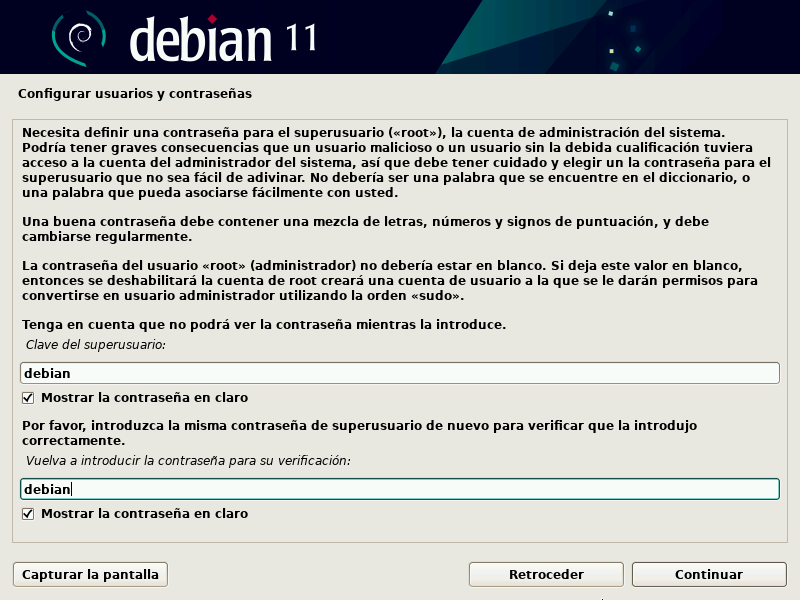 debian 11
Configurar usuarios y contraseñas
Necesita definir una contraseña para el superusuario («root»), la cuenta de administración del sistema.
Podría tener graves consecuencias que un usuario malicioso o un usuario sin la debida cualificación tuviera
acceso a la cuenta del administrador del sistema, así que debe tener cuidado y elegir un la contraseña para el
superusuario que no sea fácil de adivinar. No debería ser una palabra que se encuentre en el diccionario, o
una palabra que pueda asociarse fácilmente con usted.
Una buena contraseña debe contener una mezcla de letras, números y signos de puntuación, y debe
cambiarse regularmente.
La contraseña del usuario «root» (administrador) no debería estar en blanco. Si deja este valor en blanco,
entonces se deshabilitará la cuenta de root creará una cuenta de usuario a la que se le darán permisos para
convertirse en usuario administrador utilizando la orden «sudo».
Tenga en cuenta que no podrá ver la contraseña mientras la introduce.
Clave del superusuario:
debian
Mostrar la contraseña en claro
Por favor, introduzca la misma contraseña de superusuario de nuevo para verificar que la introdujo
correctamente.
Vuelva a introducir la contraseña para su verificación:
debian
Mostrar la contraseña en claro
Capturar la pantalla
Retroceder
Continuar